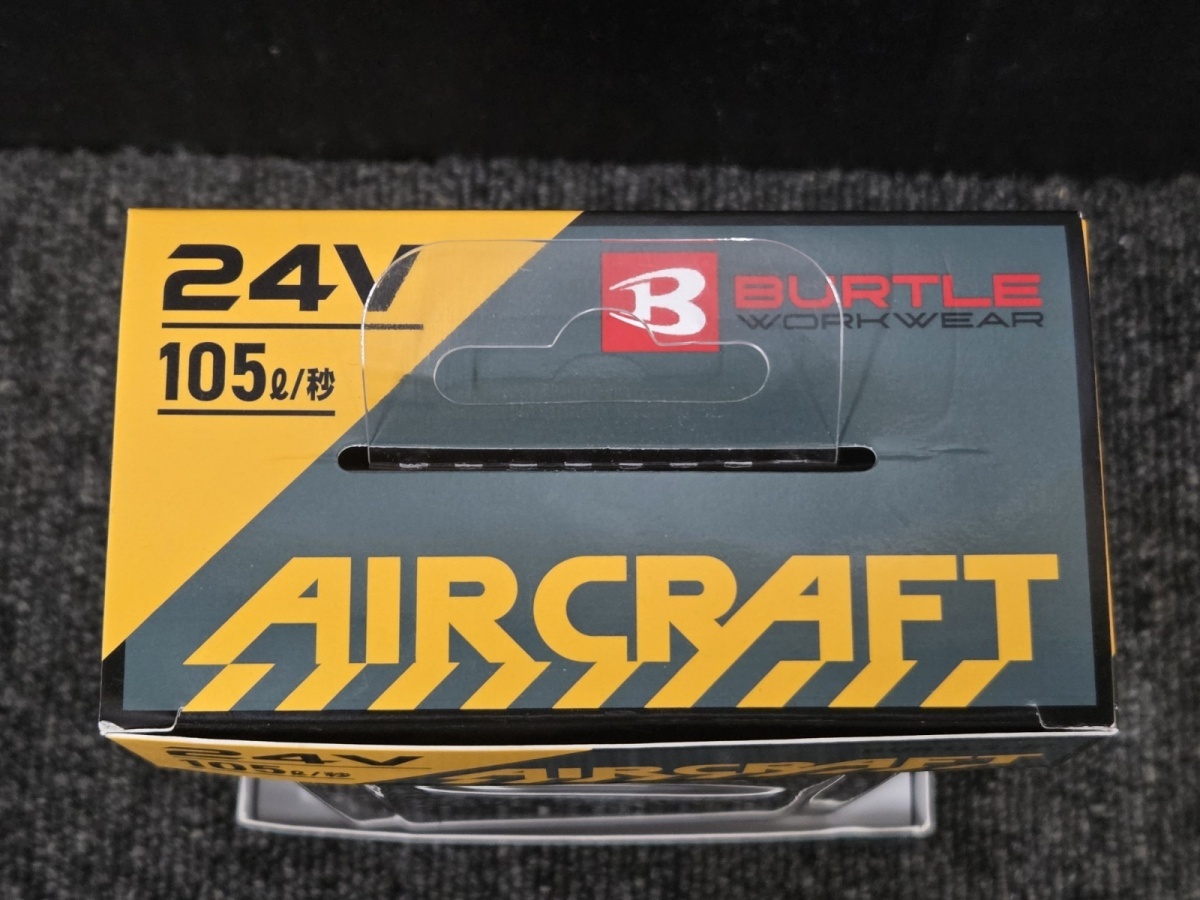 24V
105ℓ/秒
B BURTLE
WORKWEAR
AIRCRAFT
24V
105ℓ/秒
AIRCRAFT